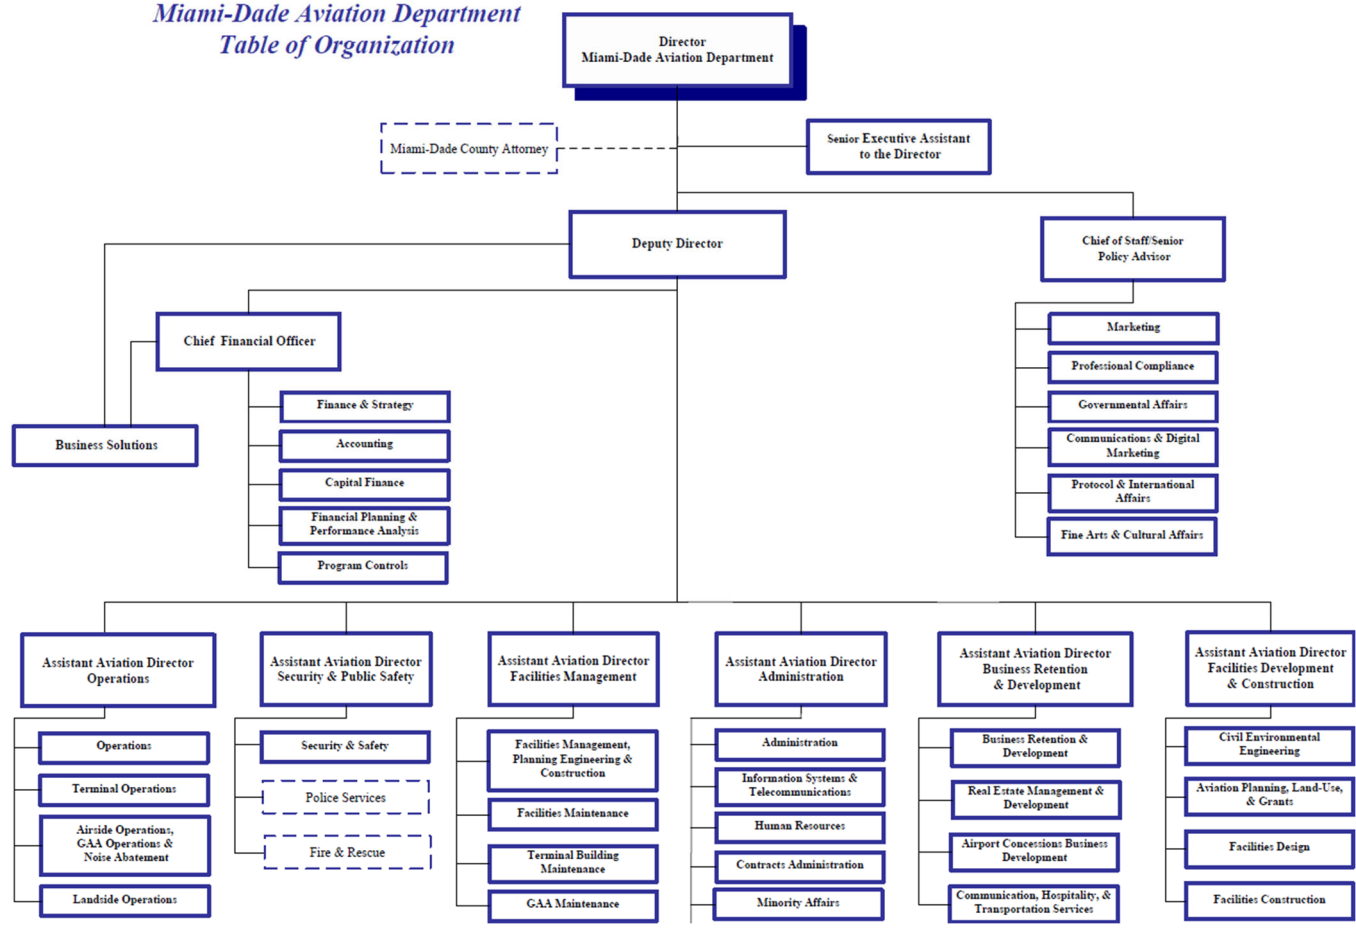 Miami-Dade Aviation Department
Table of Organization
Director
Miami-Dade Aviation Department
Miami-Dade County Attorney
Senior Executive Assistant
to the Director
Deputy Director
Chief of Staff/Senior
Policy Advisor
Chief Financial Officer
Business Solutions
Finance & Strategy
Accounting
Capital Finance
Financial Planning &
Performance Analysis
Program Controls
Marketing
Professional Compliance
Governmental Affairs
Communications & Digital
Marketing
Protocol & International
Affairs
Fine Arts & Cultural Affairs
Assistant Aviation Director
Operations
Operations
Terminal Operations
Airside Operations,
GAA Operations &
Noise Abatement
Landside Operations
Assistant Aviation Director
Security & Public Safety
Security & Safety
Police Services
Fire & Rescue
Assistant Aviation Director
Facilities Management
Facilities Management,
Planning Engineering &
Construction
Facilities Maintenance
Terminal Building
Maintenance
GAA Maintenance
Assistant Aviation Director
Administration
Administration
Information Systems &
Telecommunications
Human Resources
Contracts Administration
Minority Affairs
Assistant Aviation Director
Business Retention
& Development
Business Retention &
Development
Real Estate Management &
Development
Airport Concessions Business
Development
Communication, Hospitality, &
Transportation Services
Assistant Aviation Director
Facilities Development
& Construction
Civil Environmental
Engineering
Aviation Planning, Land-Use,
& Grants
Facilities Design
Facilities Construction